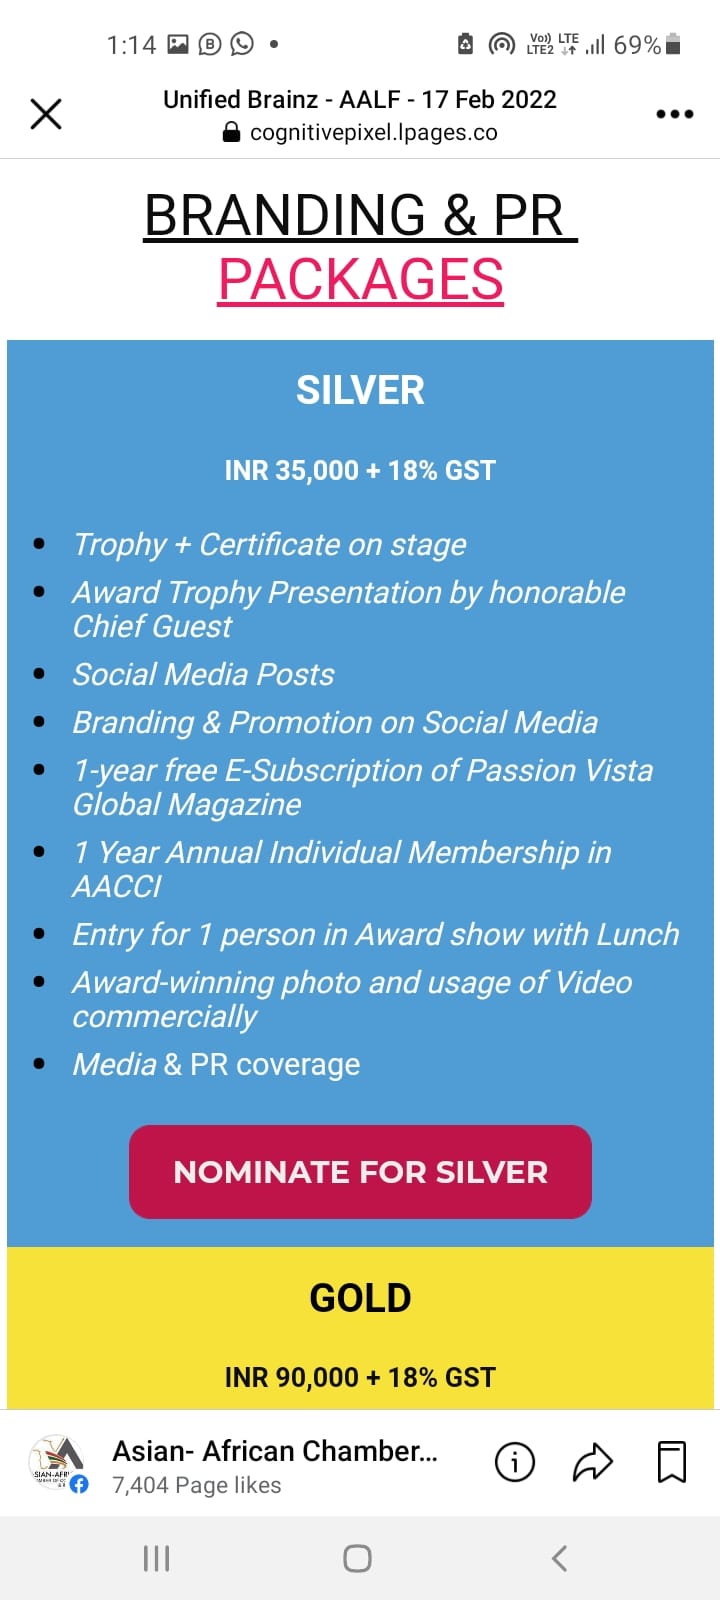 1:14
Vo)) LTE
LTE2
69%
Unified Brainz - AALF - 17 Feb 2022
cognitivepixel.lpages.co
BRANDING & PR
PACKAGES
SILVER
INR 35,000 + 18% GST
Trophy + Certificate on stage
Award Trophy Presentation by honorable
Chief Guest
Social Media Posts
Branding & Promotion on Social Media
1-year free E-Subscription of Passion Vista
Global Magazine
1 Year Annual Individual Membership in
AACCI
Entry for 1 person in Award show with Lunch
Award-winning photo and usage of Video
commercially
Media & PR coverage
NOMINATE FOR SILVER
GOLD
INR 90,000 + 18% GST
Asian- African Chamber...
7,404 Page likes